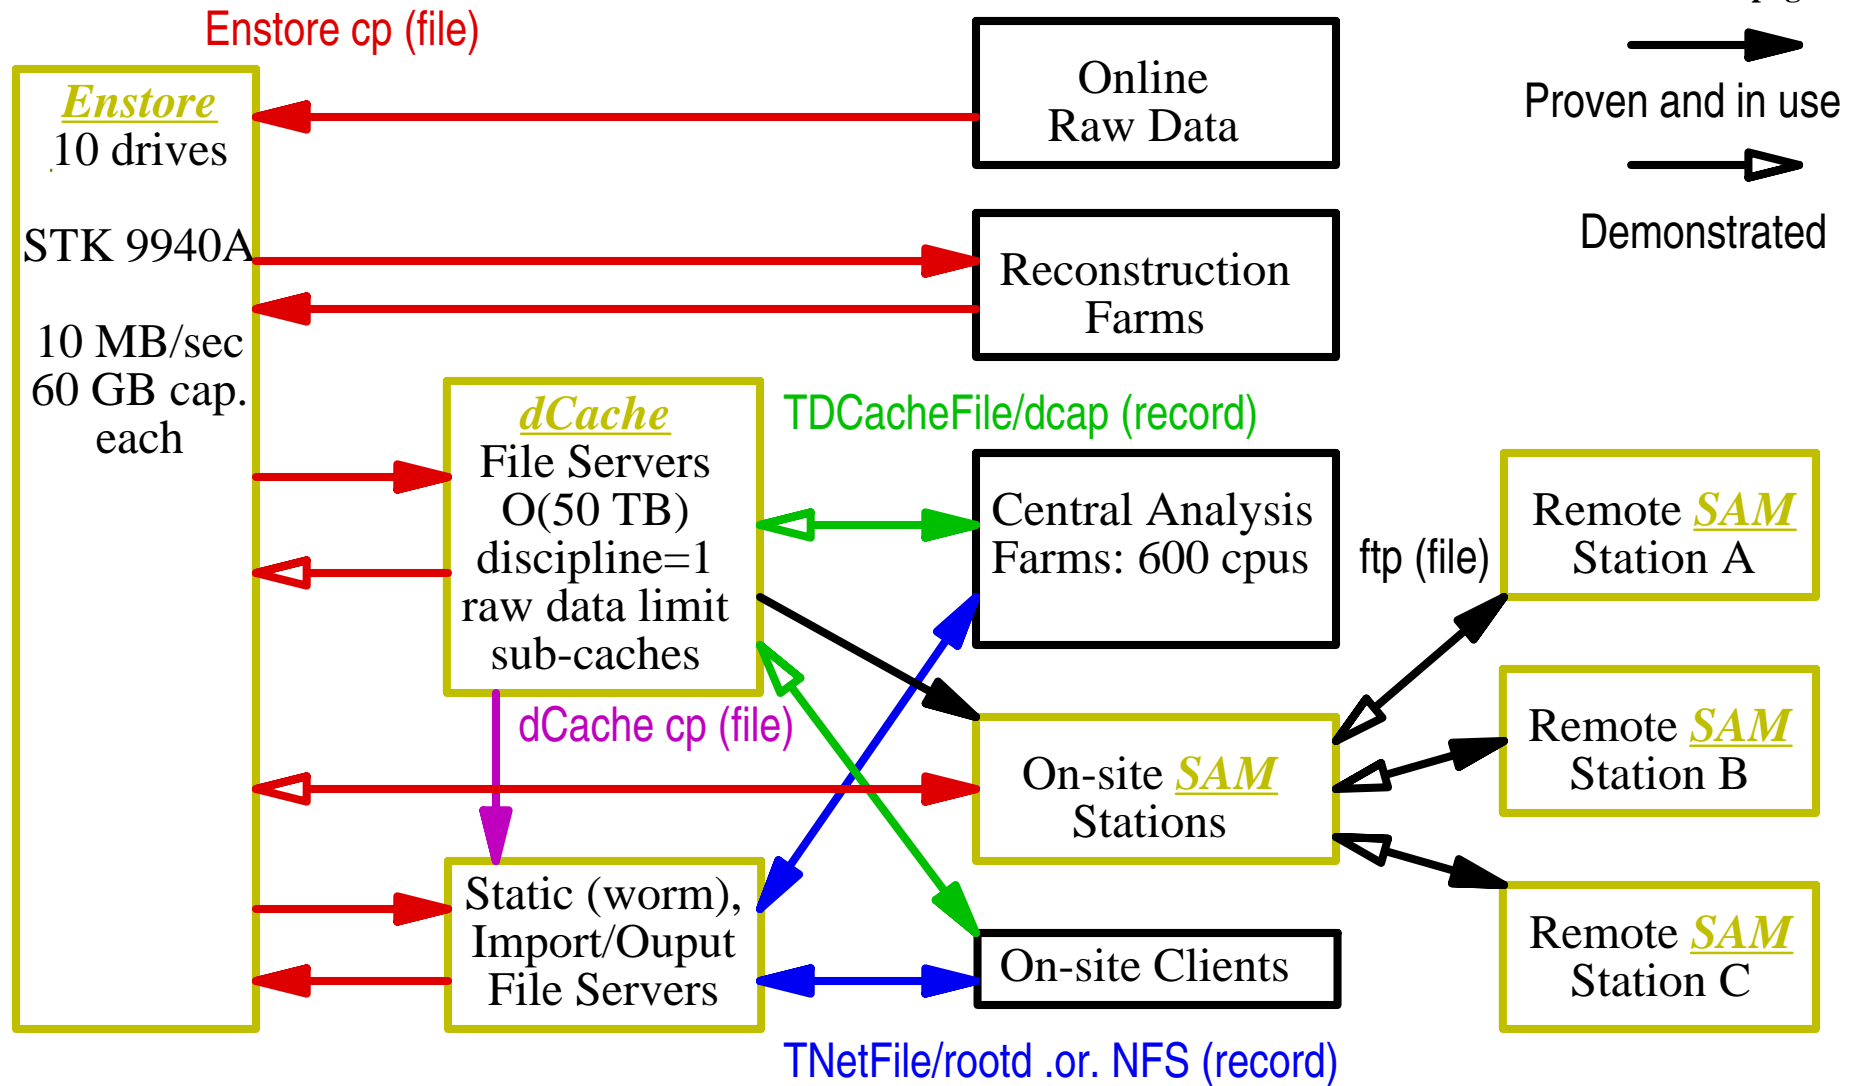 Enstore cp (file)
Enstore
10 drives
STK 9940A
10 MB/sec
60 GB cap.
each
Online
Raw Data
Proven and in use
Demonstrated
Reconstruction
Farms
dCache
File Servers
O(50 TB)
discipline=1
raw data limit
sub-caches
TDCacheFile/dcap (record)
Central Analysis
Farms: 600 cpus
ftp (file)
Remote SAM
Station A
dCache cp (file)
On-site SAM
Stations
Remote SAM
Station B
Static (worm),
Import/Ouput
File Servers
On-site Clients
Remote SAM
Station C
TNetFile/rootd .or. NFS (record)